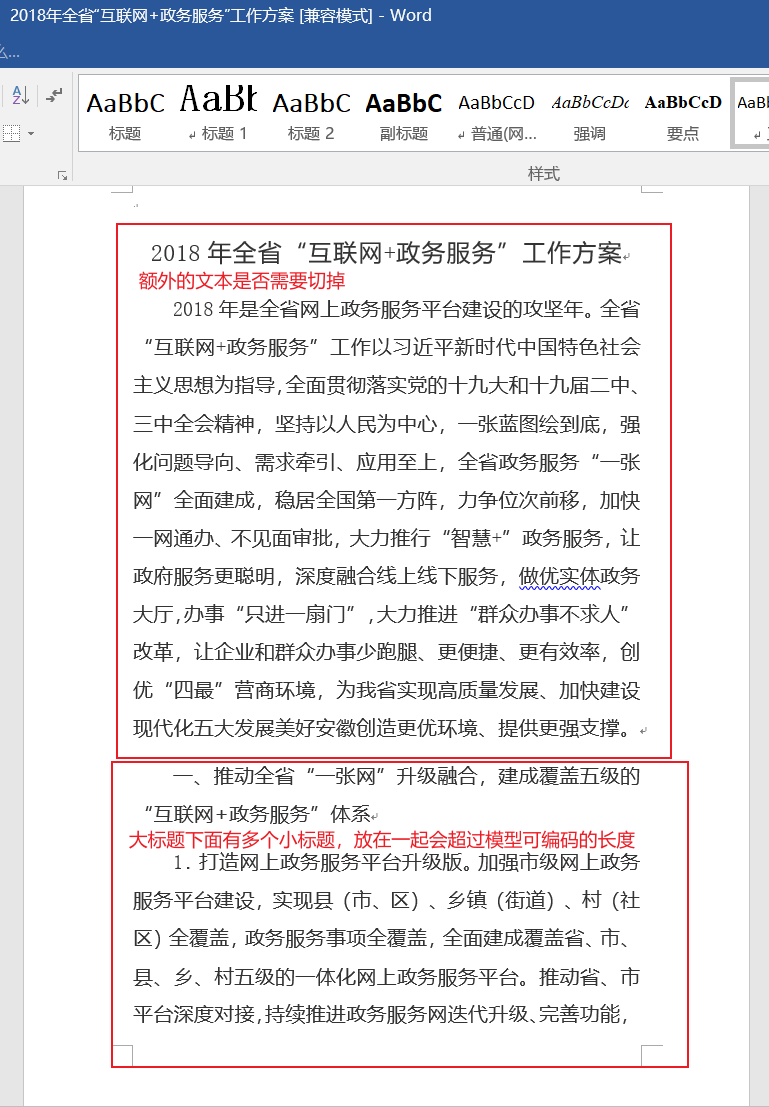 2018年全省“互联网+政务服务”工作方案 [兼容模式] - Word
么...
AaBbC AaBb AaBbC AaBbC AaBbCcD AaBbCcDc AaBbCcD AaBb
标题 ↲ 标题 1 标题 2 副标题 ↲ 普通(网... 强调 要点
样式
2018 年全省“互联网+政务服务”工作方案
额外的文本是否需要切掉
2018 年是全省网上政务服务平台建设的攻坚年。全省
“互联网+政务服务”工作以习近平新时代中国特色社会
主义思想为指导,全面贯彻落实党的十九大和十九届二中、
三中全会精神，坚持以人民为中心，一张蓝图绘到底，强
化问题导向、需求牵引、应用至上，全省政务服务“一张
网”全面建成，稳居全国第一方阵，力争位次前移，加快
一网通办、不见面审批，大力推行“智慧+”政务服务，让
政府服务更聪明，深度融合线上线下服务，做优实体政务
大厅,办事“只进一扇门”,大力推进“群众办事不求人”
改革，让企业和群众办事少跑腿、更便捷、更有效率，创
优“四最”营商环境，为我省实现高质量发展、加快建设
现代化五大发展美好安徽创造更优环境、提供更强支撑。
一、推动全省“一张网”升级融合，建成覆盖五级的
“互联网+政务服务”体系
大标题下面有多个小标题，放在一起会超过模型可编码的长度
1. 打造网上政务服务平台升级版。加强市级网上政务
服务平台建设，实现县（市、区）、乡镇（街道）、村（社
区）全覆盖，政务服务事项全覆盖，全面建成覆盖省、市、
县、乡、村五级的一体化网上政务服务平台。推动省、市
平台深度对接,持续推进政务服务网迭代升级、完善功能，